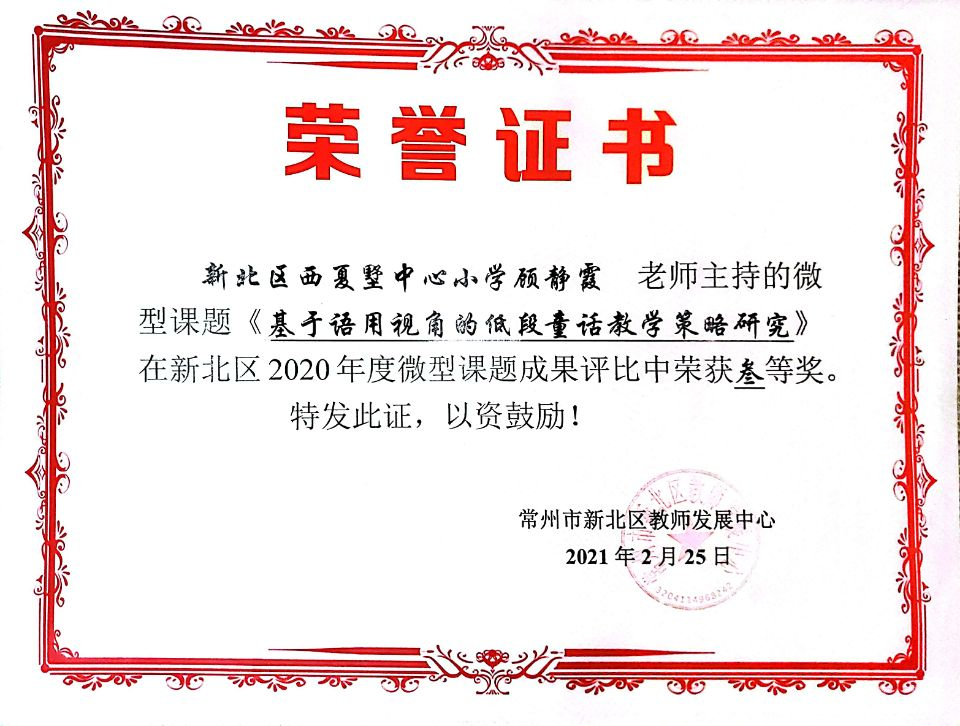 荣誉证书
新北区西夏墅中心小学顾静霞 老师主持的微
型课题《基于语用视角的低段童话教学策略研究》
在新北区2020年度微型课题成果评比中荣获叁等奖。
特发此证，以资鼓励！
常州市新北区教师发展中心
2021年2月25日